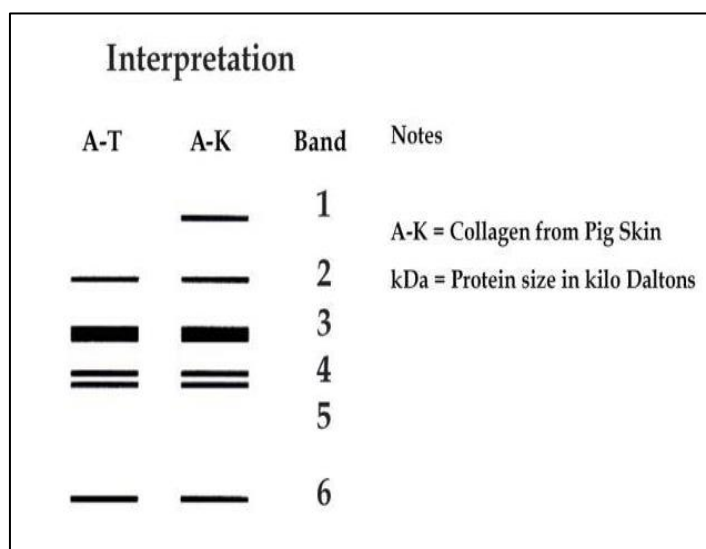 Interpretation
A-T A-K Band Notes
1
A-K = Collagen from Pig Skin
2
kDa = Protein size in kilo Daltons
3
4
5
6